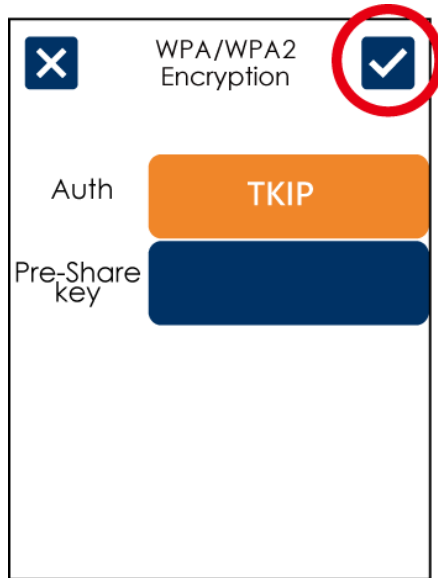 WPA/WPA2
Encryption
Auth
TKIP
Pre-Share
key